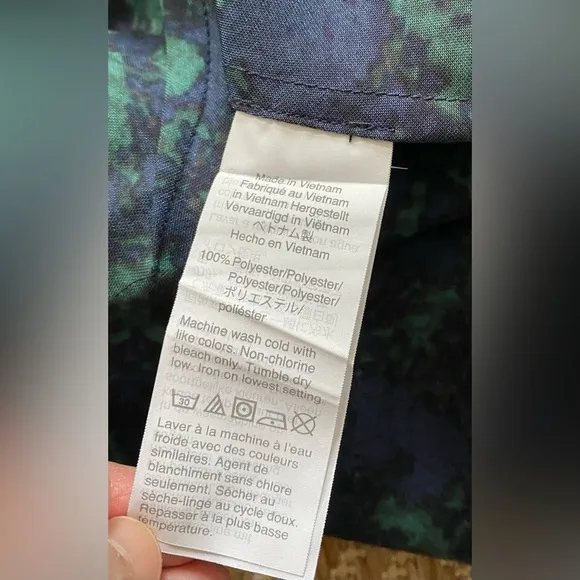 Made in Vietnam
Fabriqué au Vietnam
in Vietnam Hergestellt
Vervaardigd in Vietnam
ベトナム製
Hecho en Vietnam
100% Polyester/Polyester/
Polyester/Polyester/
ポリエステル/
poliéster
Machine wash cold with
like colors. Non-chlorine
bleach only. Tumble dry
low. Iron on lowest setting
30
Laver à la machine à l'eau
froide avec des couleurs
similaires. Agent de
blanchiment sans chlore
seulement. Sécher au
sèche-linge au cycle doux.
Repasser à la plus basse
température.